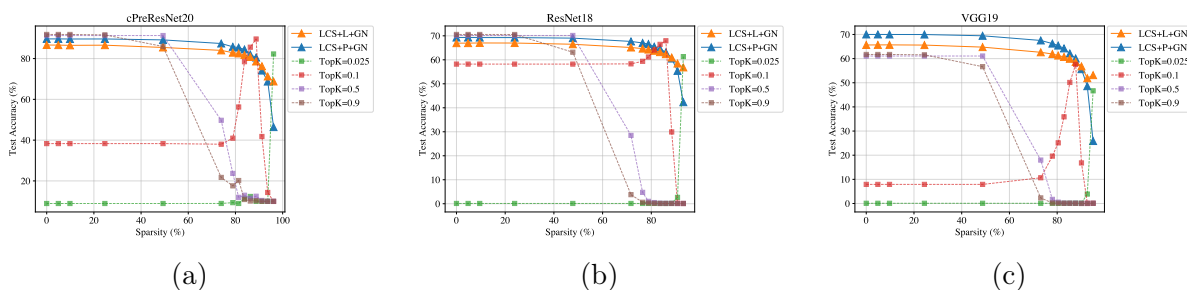 cPreResNet20
Test Accuracy (%)
80
60
40
20
0
20
40
60
80
100
Sparsity (%)
LCS+L+GN
LCS+P+GN
TopK=0.025
TopK=0.1
TopK=0.5
TopK=0.9
(a)
ResNet18
Test Accuracy (%)
70
60
50
40
30
20
10
0
0
20
40
60
80
Sparsity (%)
LCS+L+GN
LCS+P+GN
TopK=0.025
TopK=0.1
TopK=0.5
TopK=0.9
(b)
VGG19
Test Accuracy (%)
70
60
50
40
30
20
10
0
0
20
40
60
80
Sparsity (%)
LCS+L+GN
LCS+P+GN
TopK=0.025
TopK=0.1
TopK=0.5
TopK=0.9
(c)